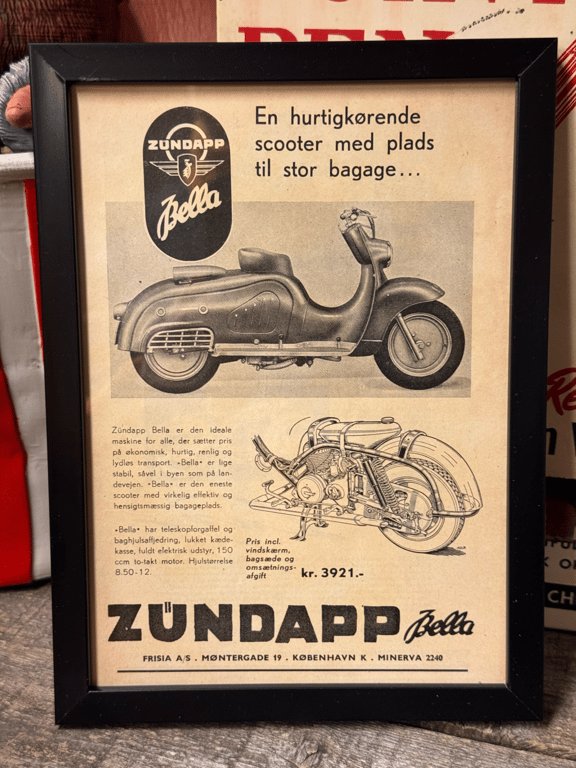 ZÜNDAPP
Bella
En hurtigkørende
scooter med plads
til stor bagage...
Zündapp Bella er den ideale
maskine for alle, der sætter pris
på økonomisk, hurtig, renlig og
lydløs transport. »Bella« er lige
stabil, såvel i byen som på lan-
devejen. »Bella« er den eneste
scooter med virkelig effektiv og
hensigtsmæssig bagageplads.
»Bella« har teleskopforgaffel og
baghjulsaffjedring, lukket kæde-
kasse, fuldt elektrisk udstyr, 150
ccm to-takt motor. Hjulstørrelse
8.50-12.
Pris incl.
vindskærm,
bagsæde og
omsætnings-
afgift kr. 3921.-
ZÜNDAPP Bella
FRISIA A/S . MØNTERGADE 19 . KØBENHAVN K . MINERVA 2240
CH